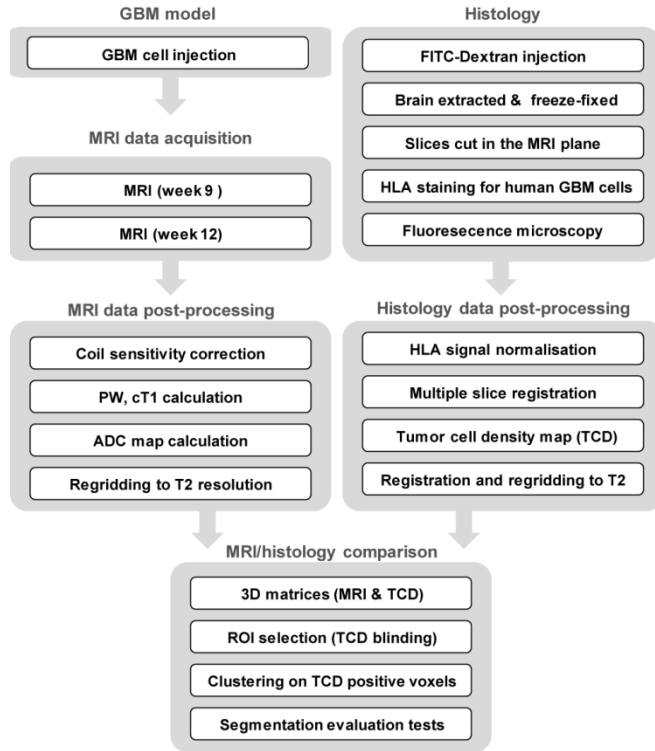 GBM model
GBM cell injection
MRI data acquisition
MRI (week 9 )
MRI (week 12)
MRI data post-processing
Coil sensitivity correction
PW, cT1 calculation
ADC map calculation
Regridding to T2 resolution
Histology
FITC-Dextran injection
Brain extracted & freeze-fixed
Slices cut in the MRI plane
HLA staining for human GBM cells
Fluoresecence microscopy
Histology data post-processing
HLA signal normalisation
Multiple slice registration
Tumor cell density map (TCD)
Registration and regridding to T2
MRI/histology comparison
3D matrices (MRI & TCD)
ROI selection (TCD blinding)
Clustering on TCD positive voxels
Segmentation evaluation tests